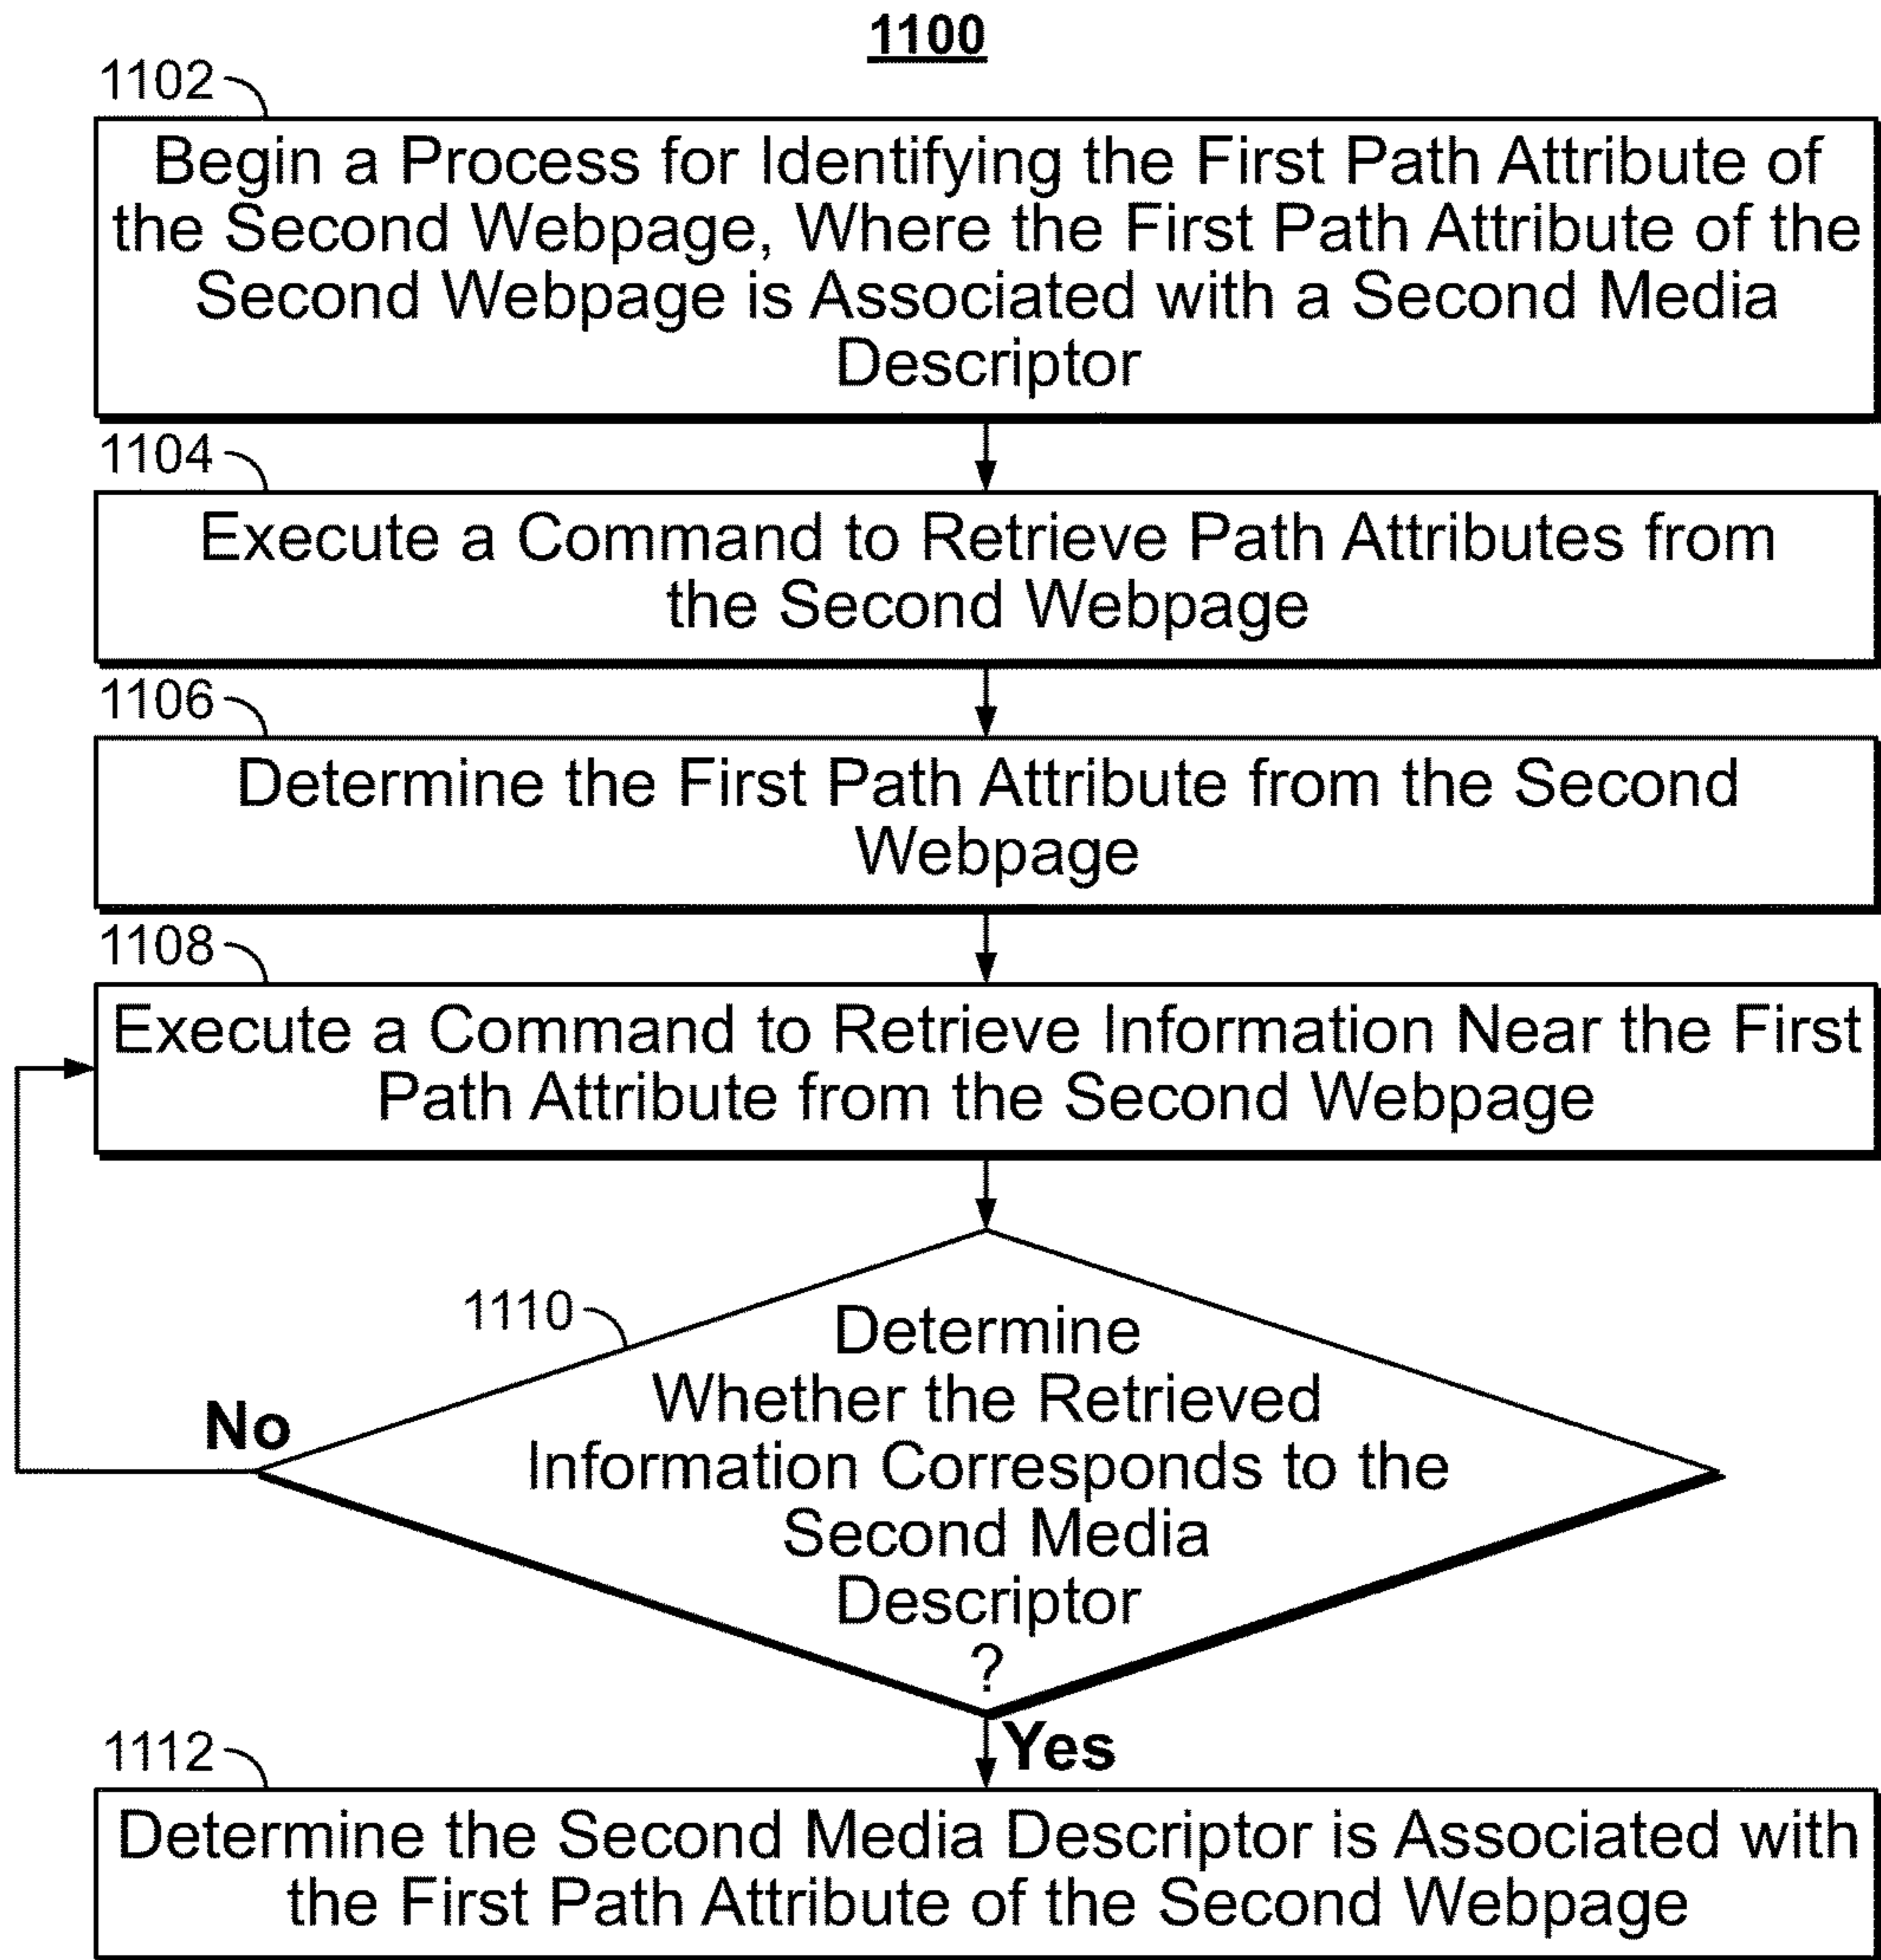 1100
1102
Begin a Process for Identifying the First Path Attribute of
the Second Webpage, Where the First Path Attribute of the
Second Webpage is Associated with a Second Media
Descriptor
1104
Execute a Command to Retrieve Path Attributes from
the Second Webpage
1106
Determine the First Path Attribute from the Second
Webpage
1108
Execute a Command to Retrieve Information Near the First
Path Attribute from the Second Webpage
1110
Determine
Whether the Retrieved
Information Corresponds to the
Second Media
Descriptor
?
No
Yes
1112
Determine the Second Media Descriptor is Associated with
the First Path Attribute of the Second Webpage